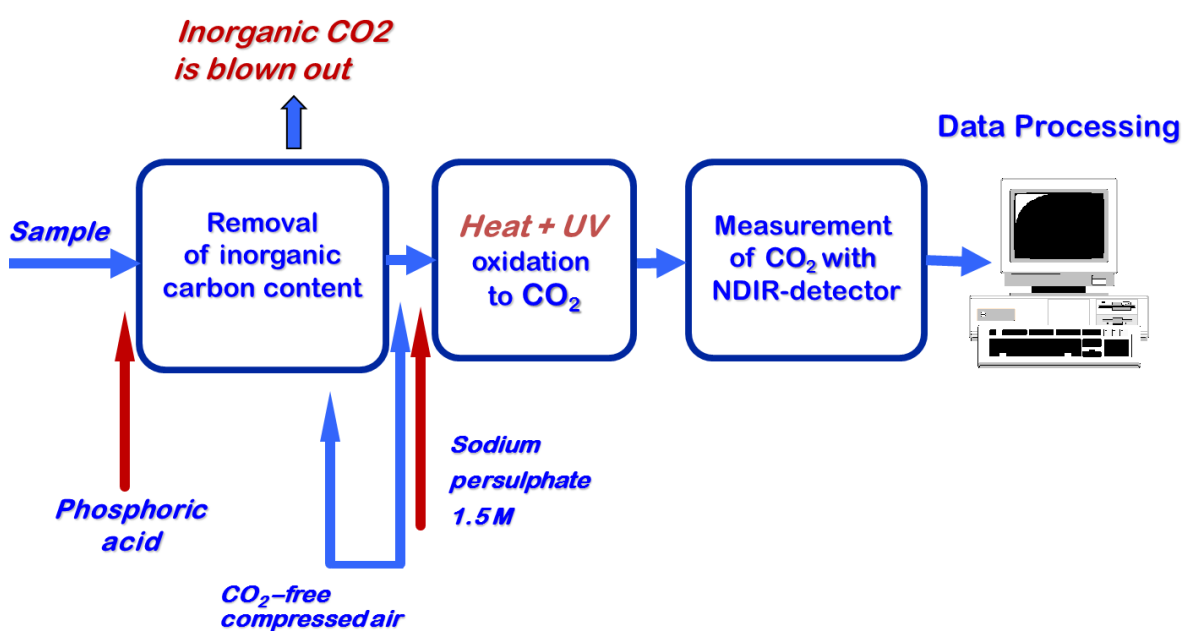 Inorganic CO2
is blown out
Data Processing
Sample
Removal
of inorganic
carbon content
Heat + UV
oxidation
to CO₂
Measurement
of CO₂ with
NDIR-detector
Phosphoric
acid
Sodium
persulphate
1.5 M
CO₂–free
compressed air